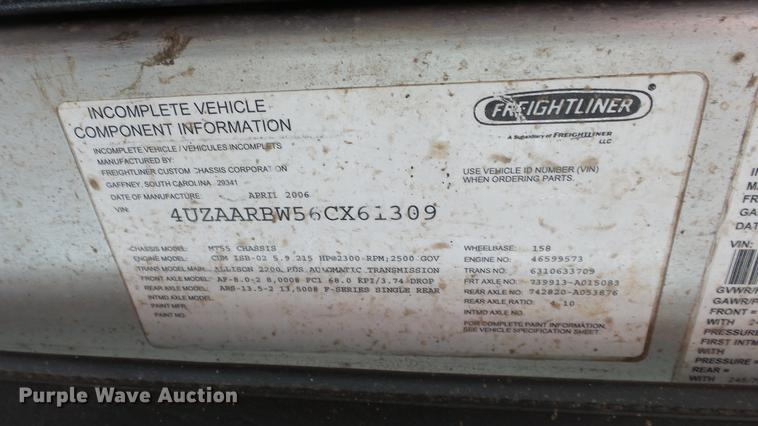 INCOMPLETE VEHICLE
COMPONENT INFORMATION
FREIGHTLINER
A Subsidiary of FREIGHTLINER
LLC
INCOMPLETE VEHICLE / VEHICULES INCOMPLETS
MANUFACTURED BY:
FREIGHTLINER CUSTOM CHASSIS CORPORATION
GAFFNEY, SOUTH CAROLINA 29341
USE VEHICLE ID NUMBER (VIN)
WHEN ORDERING PARTS.
DATE OF MANUFACTURE: APRIL 2006
VIN: 4UZAARBW56CX61309
CHASSIS MODEL: MT55 CHASSIS
ENGINE MODEL: CUM ISB-02 5.9 215 HP@2300 RPM;2500 GOV
TRANS MODEL: ALLISON 2200 PDS AUTOMATIC TRANSMISSION
FRONT AXLE MODEL: AF-8.0-2 8,000# FC1 68.0 KPI/3.74 DROP
REAR AXLE MODEL: ARS-13.5-2 13,500# F-SERIES SINGLE REAR
INTMD AXLE MODEL:
PAINT MFR:
PAINT NO:
WHEELBASE: 158
ENGINE NO: 46599573
TRANS NO: 6310633709
FRT AXLE NO: 739913-A015083
REAR AXLE NO: 742820-A053876
REAR AXLE RATIO: 4.10
INTMD AXLE NO:
FOR COMPLETE PAINT INFORMATION,
SEE VEHICLE SPECIFICATION SHEET.
VIN:
GVWR/
GAWR/
FRONT =
WITH
PRESSURE
FIRST INTM
WITH
PRESSURE =
REAR =
WITH
Purple Wave Auction